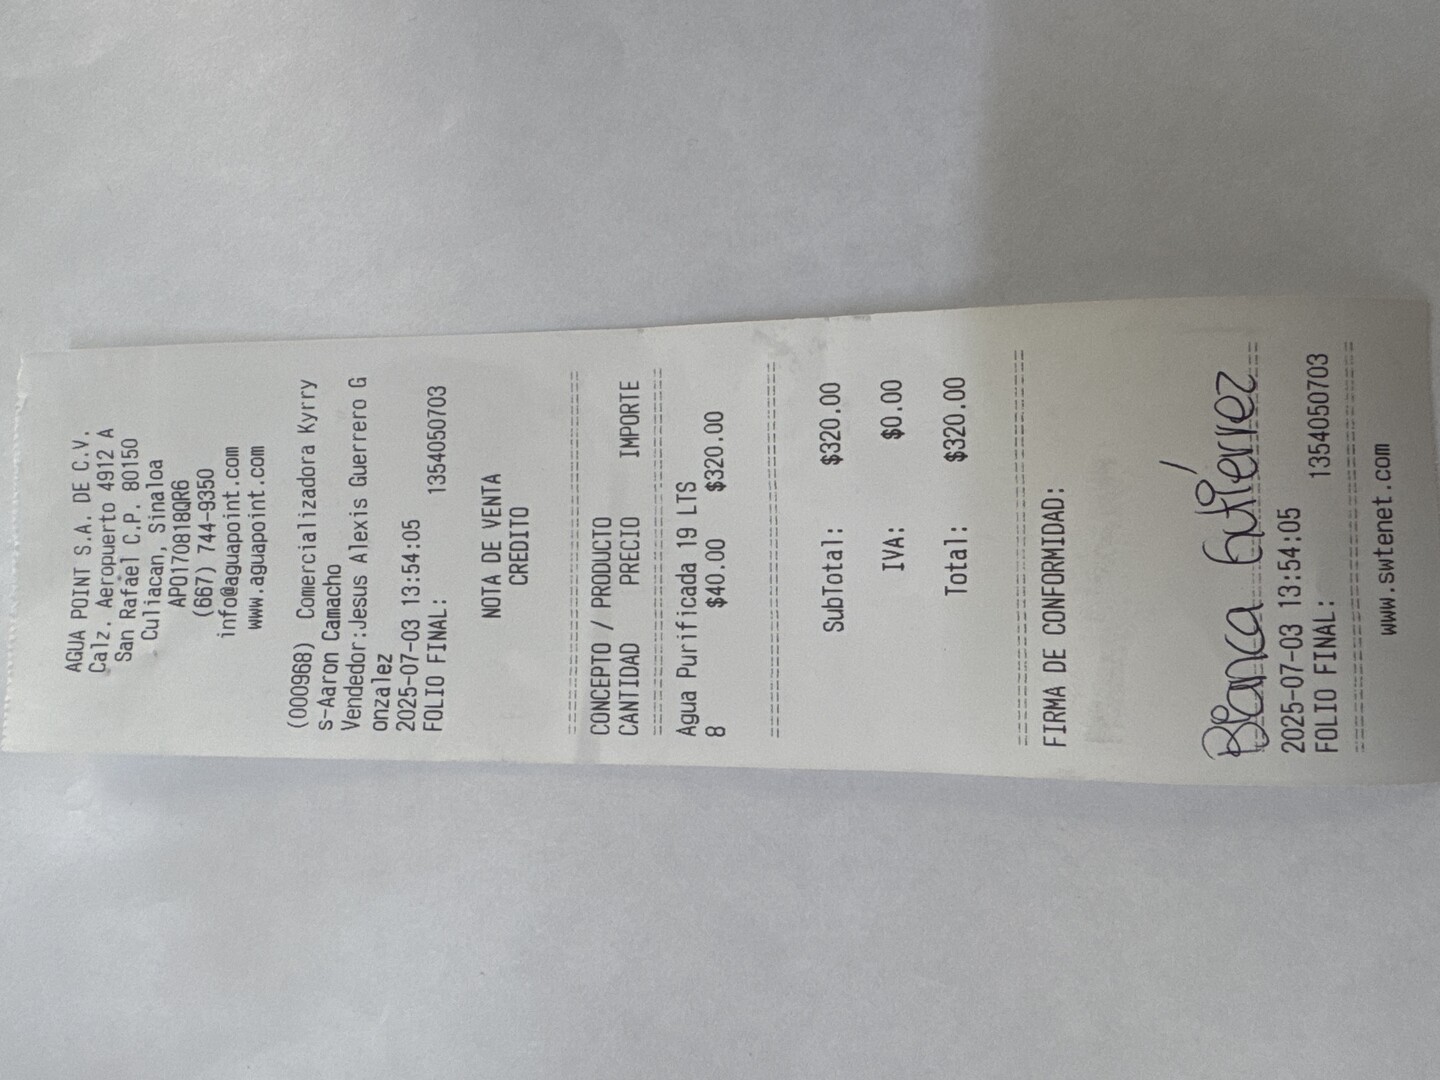 AGUA POINT S.A. DE C.V.
Calz. Aeropuerto 4912 A
San Rafael C.P. 80150
Culiacan, Sinaloa
APO170818QR6
(667) 744-9350
info@aguapoint.com
www.aguapoint.com
(000968) Comercializadora Kyrry
s-Aaron Camacho
Vendedor:Jesus Alexis Guerrero G
onzalez
2025-07-03 13:54:05
FOLIO FINAL: 1354050703
NOTA DE VENTA
CREDITO
================================
CONCEPTO / PRODUCTO
CANTIDAD PRECIO IMPORTE
================================
Agua Purificada 19 LTS
8 $40.00 $320.00
================================
SubTotal: $320.00
IVA: $0.00
Total: $320.00
================================
FIRMA DE CONFORMIDAD:
Blanca Gutiérrez
================================
2025-07-03 13:54:05
FOLIO FINAL: 1354050703
================================
www.swtenet.com